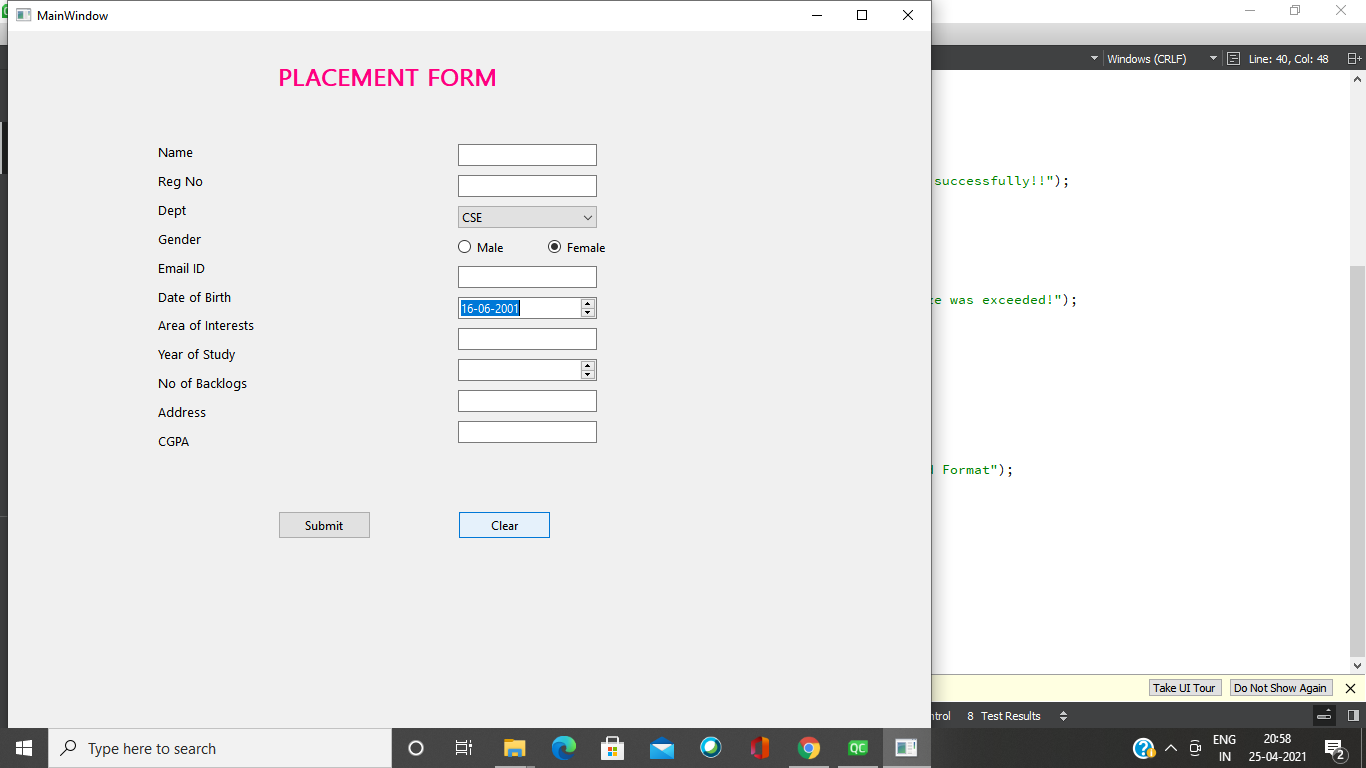 MainWindow
PLACEMENT FORM
Windows (CRLF)
Line: 40, Col: 48
Name
Reg No
successfully!!");
Dept
CSE
Gender
Male
Female
Email ID
Date of Birth
16-06-2001
was exceeded!");
Area of Interests
Year of Study
No of Backlogs
Address
CGPA
Format");
Submit
Clear
Take UI Tour
Do Not Show Again
8 Test Results
Type here to search
QC
ENG
IN
20:58
25-04-2021
2